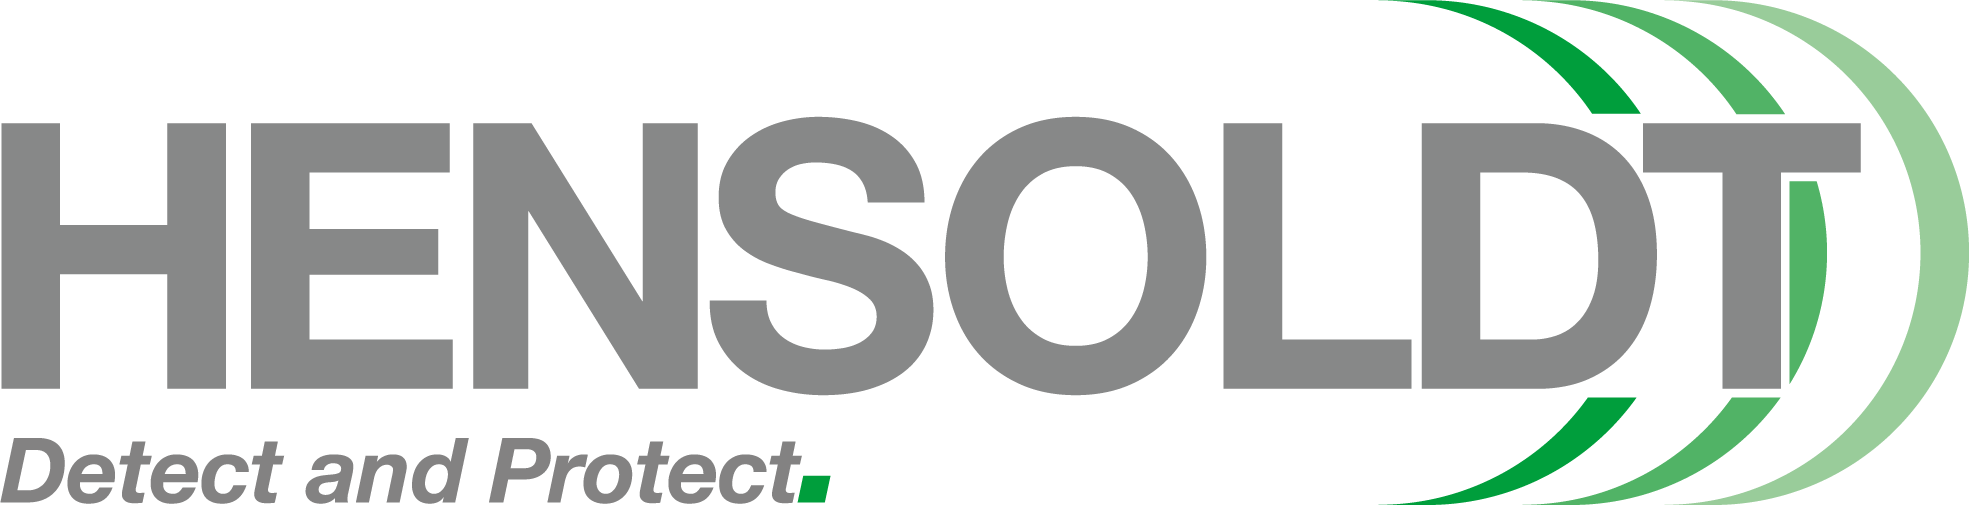 HENSOLDT
Detect and Protect.